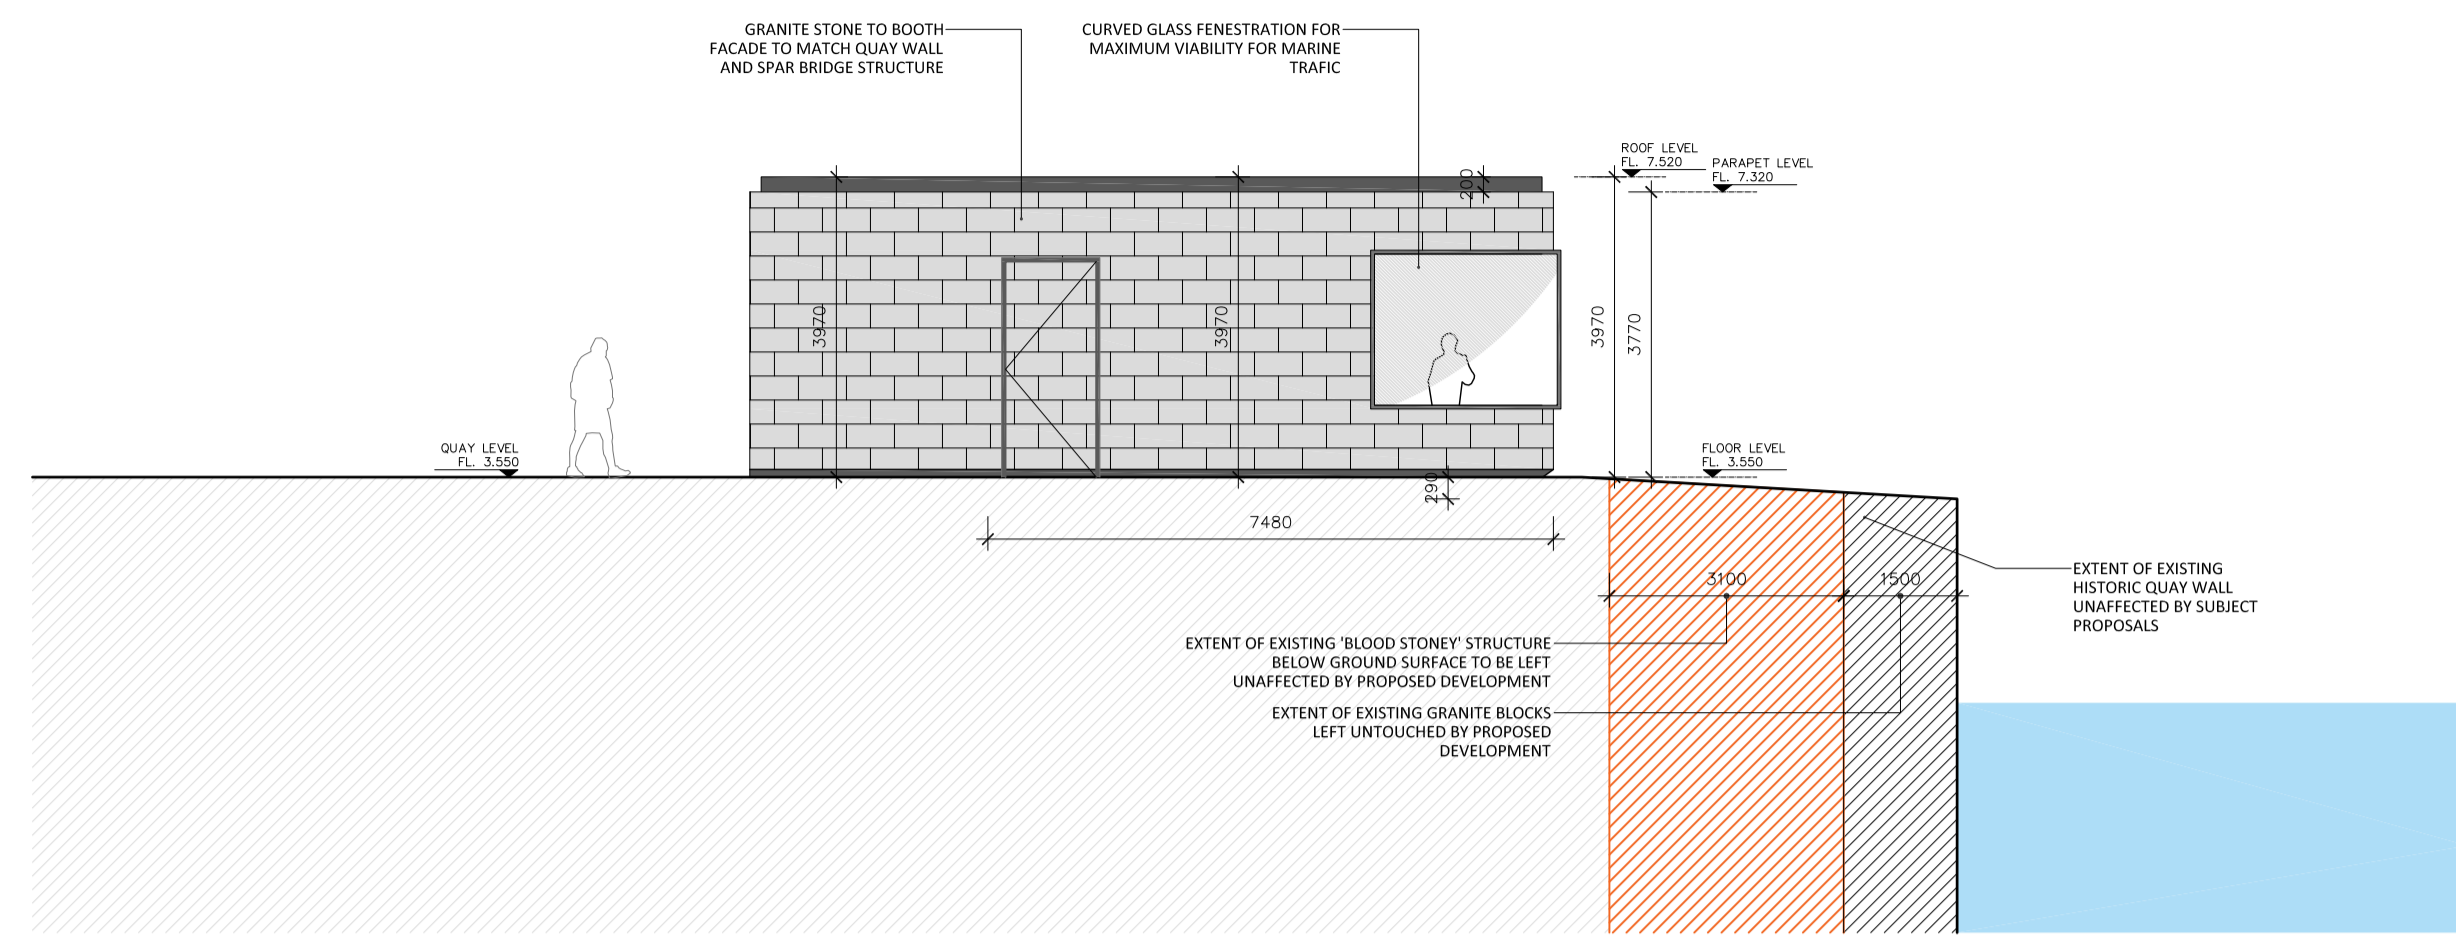 GRANITE STONE TO BOOTH
FACADE TO MATCH QUAY WALL
AND SPAR BRIDGE STRUCTURE
CURVED GLASS FENESTRATION FOR
MAXIMUM VIABILITY FOR MARINE
TRAFIC
ROOF LEVEL
FL. 7.520
PARAPET LEVEL
FL. 7.320
200
3970
3970
3970
3770
QUAY LEVEL
FL. 3.550
FLOOR LEVEL
FL. 3.550
290
7480
3100
1500
EXTENT OF EXISTING
HISTORIC QUAY WALL
UNAFFECTED BY SUBJECT
PROPOSALS
EXTENT OF EXISTING 'BLOOD STONEY' STRUCTURE
BELOW GROUND SURFACE TO BE LEFT
UNAFFECTED BY PROPOSED DEVELOPMENT
EXTENT OF EXISTING GRANITE BLOCKS
LEFT UNTOUCHED BY PROPOSED
DEVELOPMENT